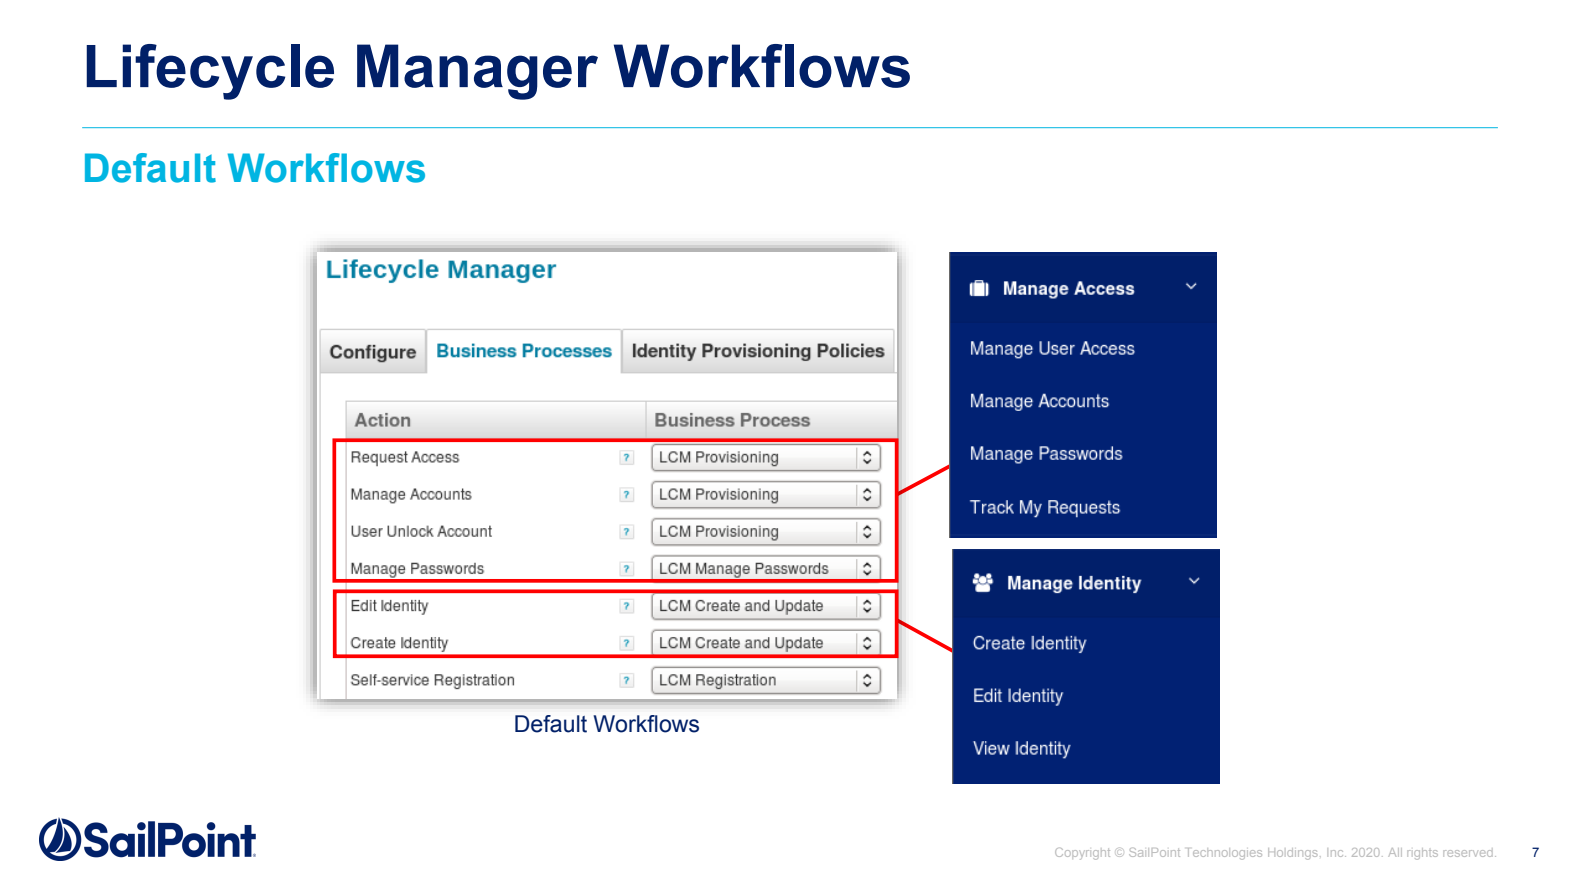 Lifecycle Manager Workflows
Default Workflows
Lifecycle Manager
Configure Business Processes Identity Provisioning Policies
Action Business Process
Request Access ? LCM Provisioning
Manage Accounts ? LCM Provisioning
User Unlock Account ? LCM Provisioning
Manage Passwords ? LCM Manage Passwords
Edit Identity ? LCM Create and Update
Create Identity ? LCM Create and Update
Self-service Registration ? LCM Registration
Default Workflows
Manage Access
Manage User Access
Manage Accounts
Manage Passwords
Track My Requests
Manage Identity
Create Identity
Edit Identity
View Identity
SailPoint
Copyright © SailPoint Technologies Holdings, Inc. 2020. All rights reserved. 7